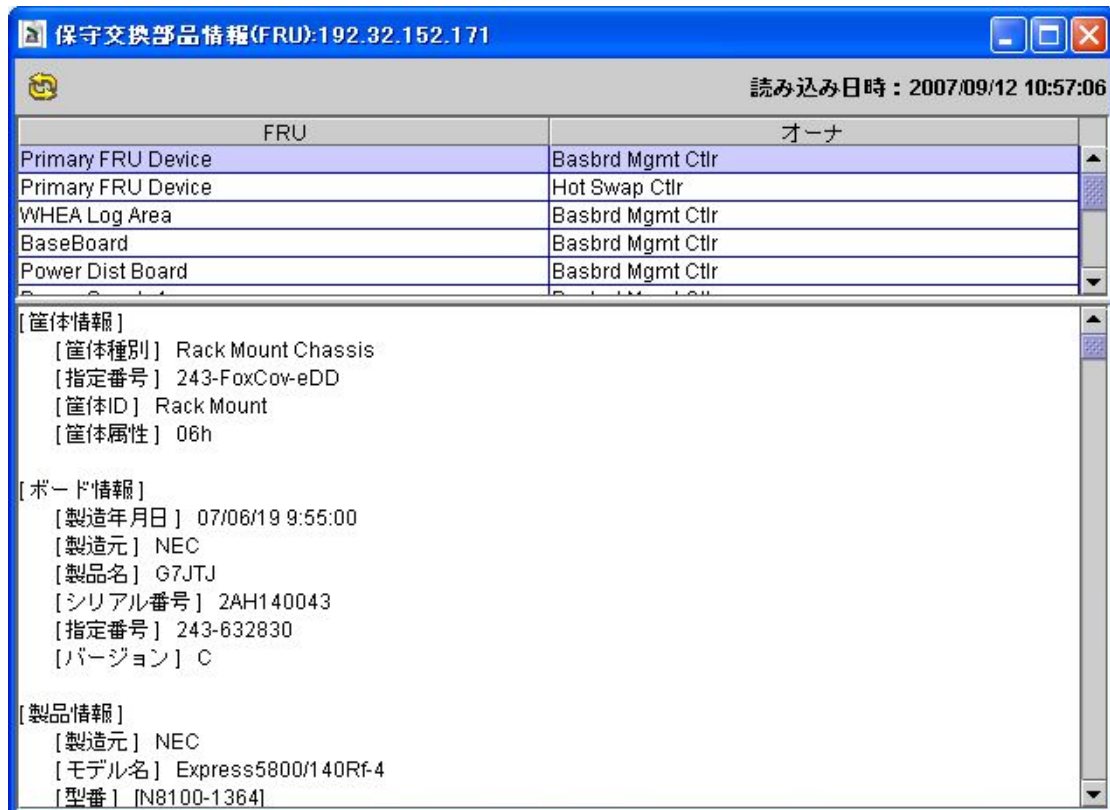 保守交換部品情報(FRU):192.32.152.171
読み込み日時：2007/09/12 10:57:06
FRU オーナ
Primary FRU Device Basbrd Mgmt Ctlr
Primary FRU Device Hot Swap Ctlr
WHEA Log Area Basbrd Mgmt Ctlr
BaseBoard Basbrd Mgmt Ctlr
Power Dist Board Basbrd Mgmt Ctlr
[筐体情報]
[筐体種別] Rack Mount Chassis
[指定番号] 243-FoxCov-eDD
[筐体ID] Rack Mount
[筐体属性] 06h
[ボード情報]
[製造年月日] 07/06/19 9:55:00
[製造元] NEC
[製品名] G7JTJ
[シリアル番号] 2AH140043
[指定番号] 243-632830
[バージョン] C
[製品情報]
[製造元] NEC
[モデル名] Express5800/140Rf-4
[型番] [N8100-1364]